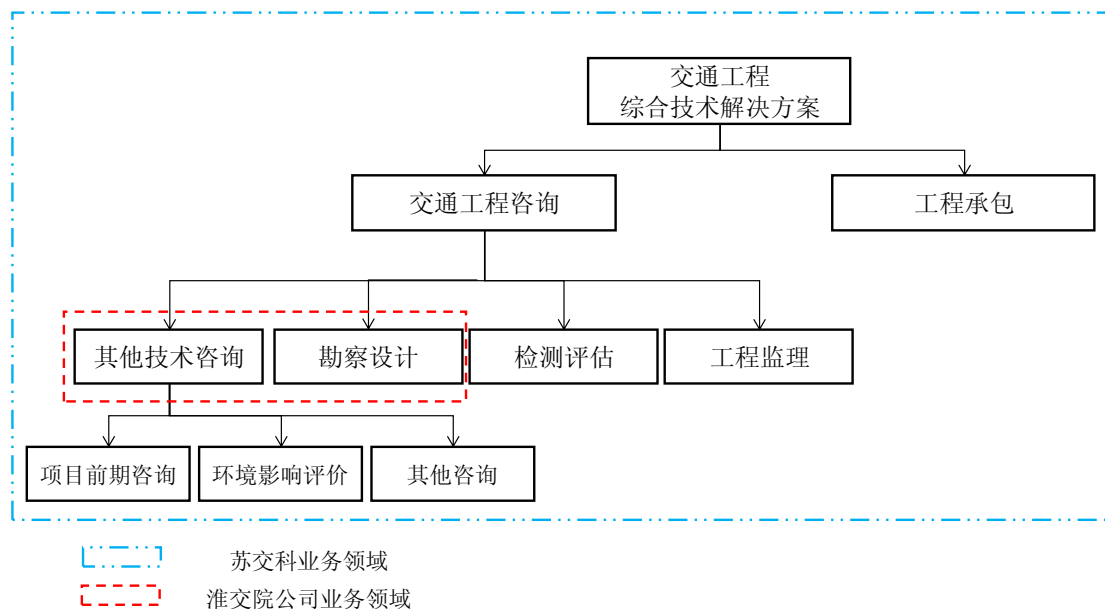 交通工程
综合技术解决方案
交通工程咨询
工程承包
其他技术咨询
勘察设计
检测评估
工程监理
项目前期咨询
环境影响评价
其他咨询
苏交科业务领域
淮交院公司业务领域